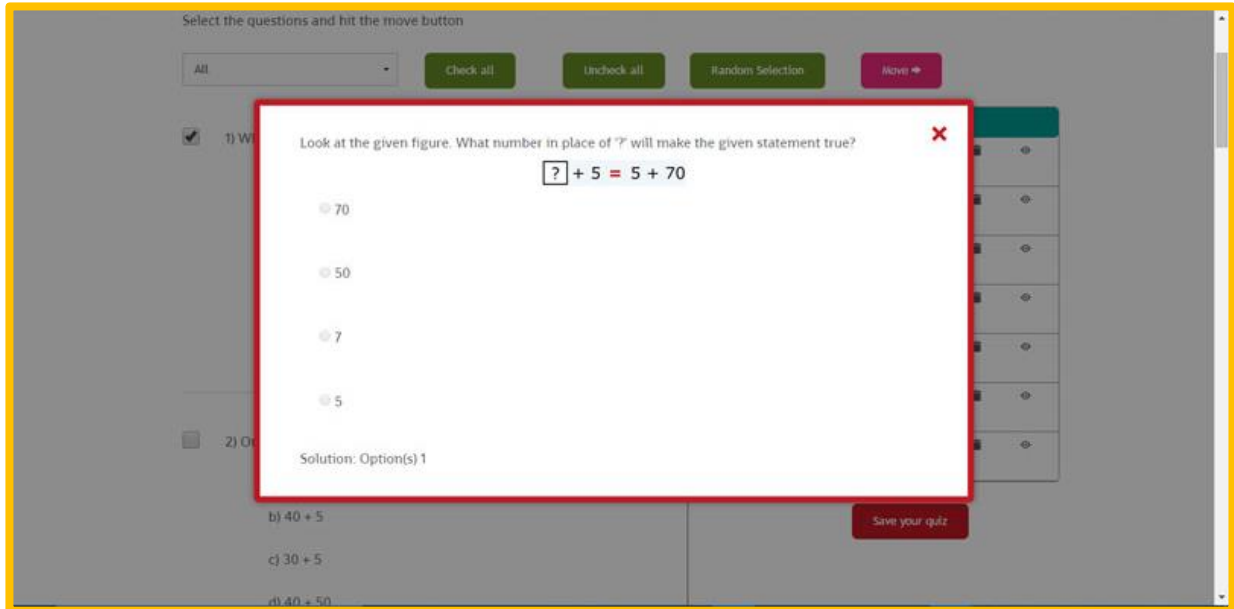 Select the questions and hit the move button
All
Check all
Uncheck all
Random Selection
Move
1)
Look at the given figure. What number in place of '?' will make the given statement true?
? + 5 = 5 + 70
70
50
7
5
Solution: Option(s) 1
2)
b) 40 + 5
c) 30 + 5
d) 40 + 50
Save your quiz